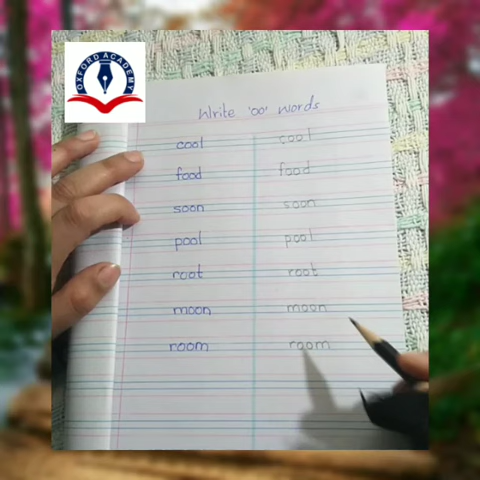 OXFORD ACADEMY
Write 'oo' words
cool cool
food food
soon soon
pool pool
root root
moon moon
room room